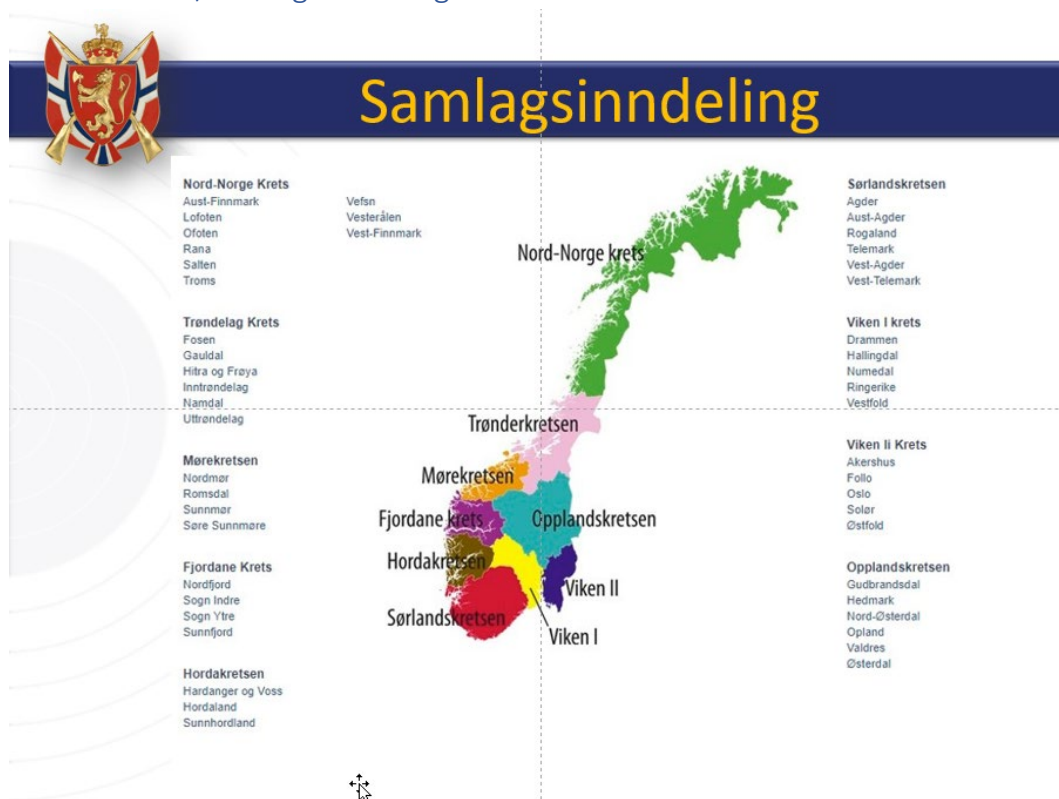 Samlagsinndeling
Nord-Norge Krets
Aust-Finnmark
Lofoten
Ofoten
Rana
Salten
Troms
Vefsn
Vesterålen
Vest-Finnmark
Trøndelag Krets
Fosen
Gauldal
Hitra og Frøya
Inntrøndelag
Namdal
Uttrøndelag
Mørekretsen
Nordmør
Romsdal
Sunnmør
Søre Sunnmøre
Fjordane Krets
Nordfjord
Sogn Indre
Sogn Ytre
Sunnfjord
Hordakretsen
Hardanger og Voss
Hordaland
Sunnhordland
Nord-Norge krets
Trønderkretsen
Mørekretsen
Fjordane krets
Opplandskretsen
Hordakretsen
Viken II
Sørlandskretsen
Viken I
Sørlandskretsen
Agder
Aust-Agder
Rogaland
Telemark
Vest-Agder
Vest-Telemark
Viken I krets
Drammen
Hallingdal
Numedal
Ringerike
Vestfold
Viken Ii Krets
Akershus
Follo
Oslo
Solør
Østfold
Opplandskretsen
Gudbrandsdal
Hedmark
Nord-Østerdal
Opland
Valdres
Østerdal